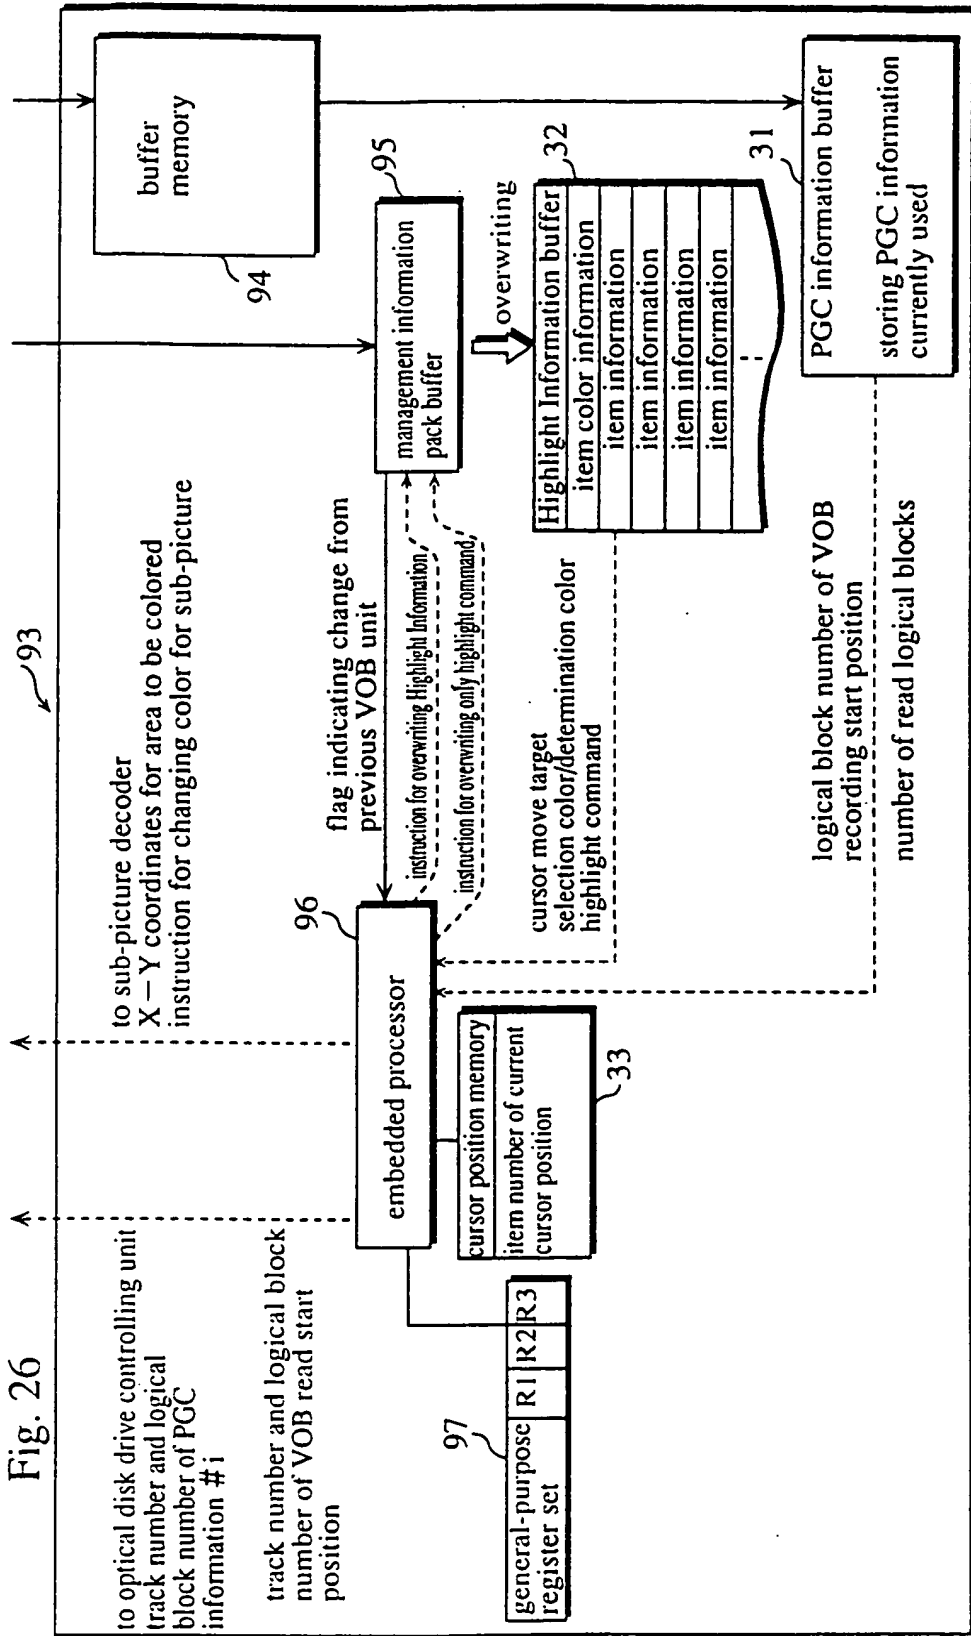 Fig. 26
93
to optical disk drive controlling unit
track number and logical
block number of PGC
information #i
track number and logical block
number of VOB read start
position
to sub-picture decoder
X – Y coordinates for area to be colored
instruction for changing color for sub-picture
buffer
memory
94
97
general-purpose
register set
R1
R2
R3
embedded processor
96
cursor position memory
item number of current
cursor position
33
flag indicating change from
previous VOB unit
instruction for overwriting Highlight Information
instruction for overwriting only highlight command
management information
pack buffer
95
overwriting
cursor move target
selection color/determination color
highlight command
32
Highlight Information buffer
item color information
item information
item information
item information
item information
logical block number of VOB
recording start position
number of read logical blocks
31
PGC information buffer
storing PGC information
currently used